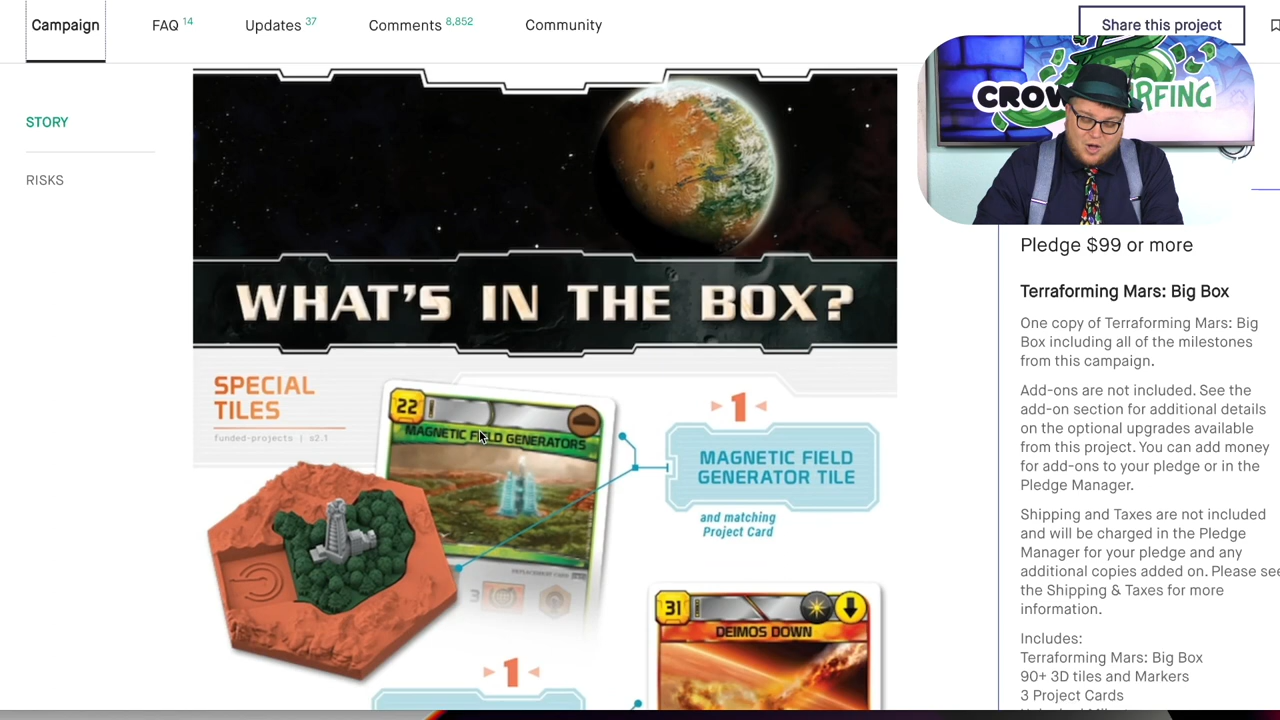 Campaign
FAQ 14
Updates 37
Comments 8,852
Community
Share this project
STORY
RISKS
WHAT'S IN THE BOX?
SPECIAL
TILES
funded-projects | s2.1
22
MAGNETIC FIELD GENERATORS
1
MAGNETIC FIELD
GENERATOR TILE
and matching
Project Card
REPLACEMENT CARD
3
31
DEIMOS DOWN
1
Pledge $99 or more
Terraforming Mars: Big Box
One copy of Terraforming Mars: Big
Box including all of the milestones
from this campaign.
Add-ons are not included. See the
add-on section for additional details
on the optional upgrades available
from this project. You can add money
for add-ons to your pledge or in the
Pledge Manager.
Shipping and Taxes are not included
and will be charged in the Pledge
Manager for your pledge and any
additional copies added on. Please see
the Shipping & Taxes for more
information.
Includes:
Terraforming Mars: Big Box
90+ 3D tiles and Markers
3 Project Cards